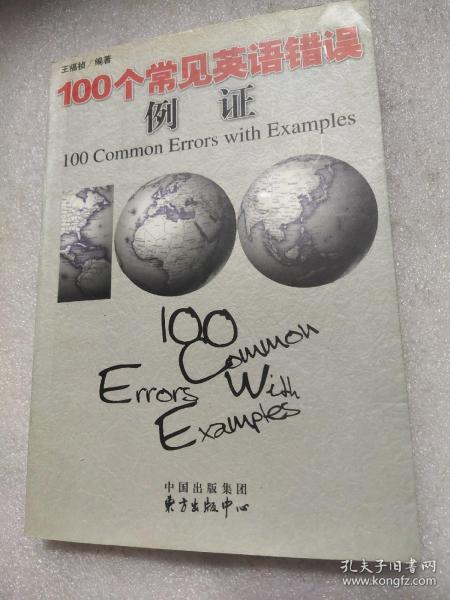 王福祯/编著
100个常见英语错误
例 证
100 Common Errors with Examples
100
Common
Errors With
Examples
中国出版集团
东方出版中心
孔夫子旧书网
www.kongfz.com